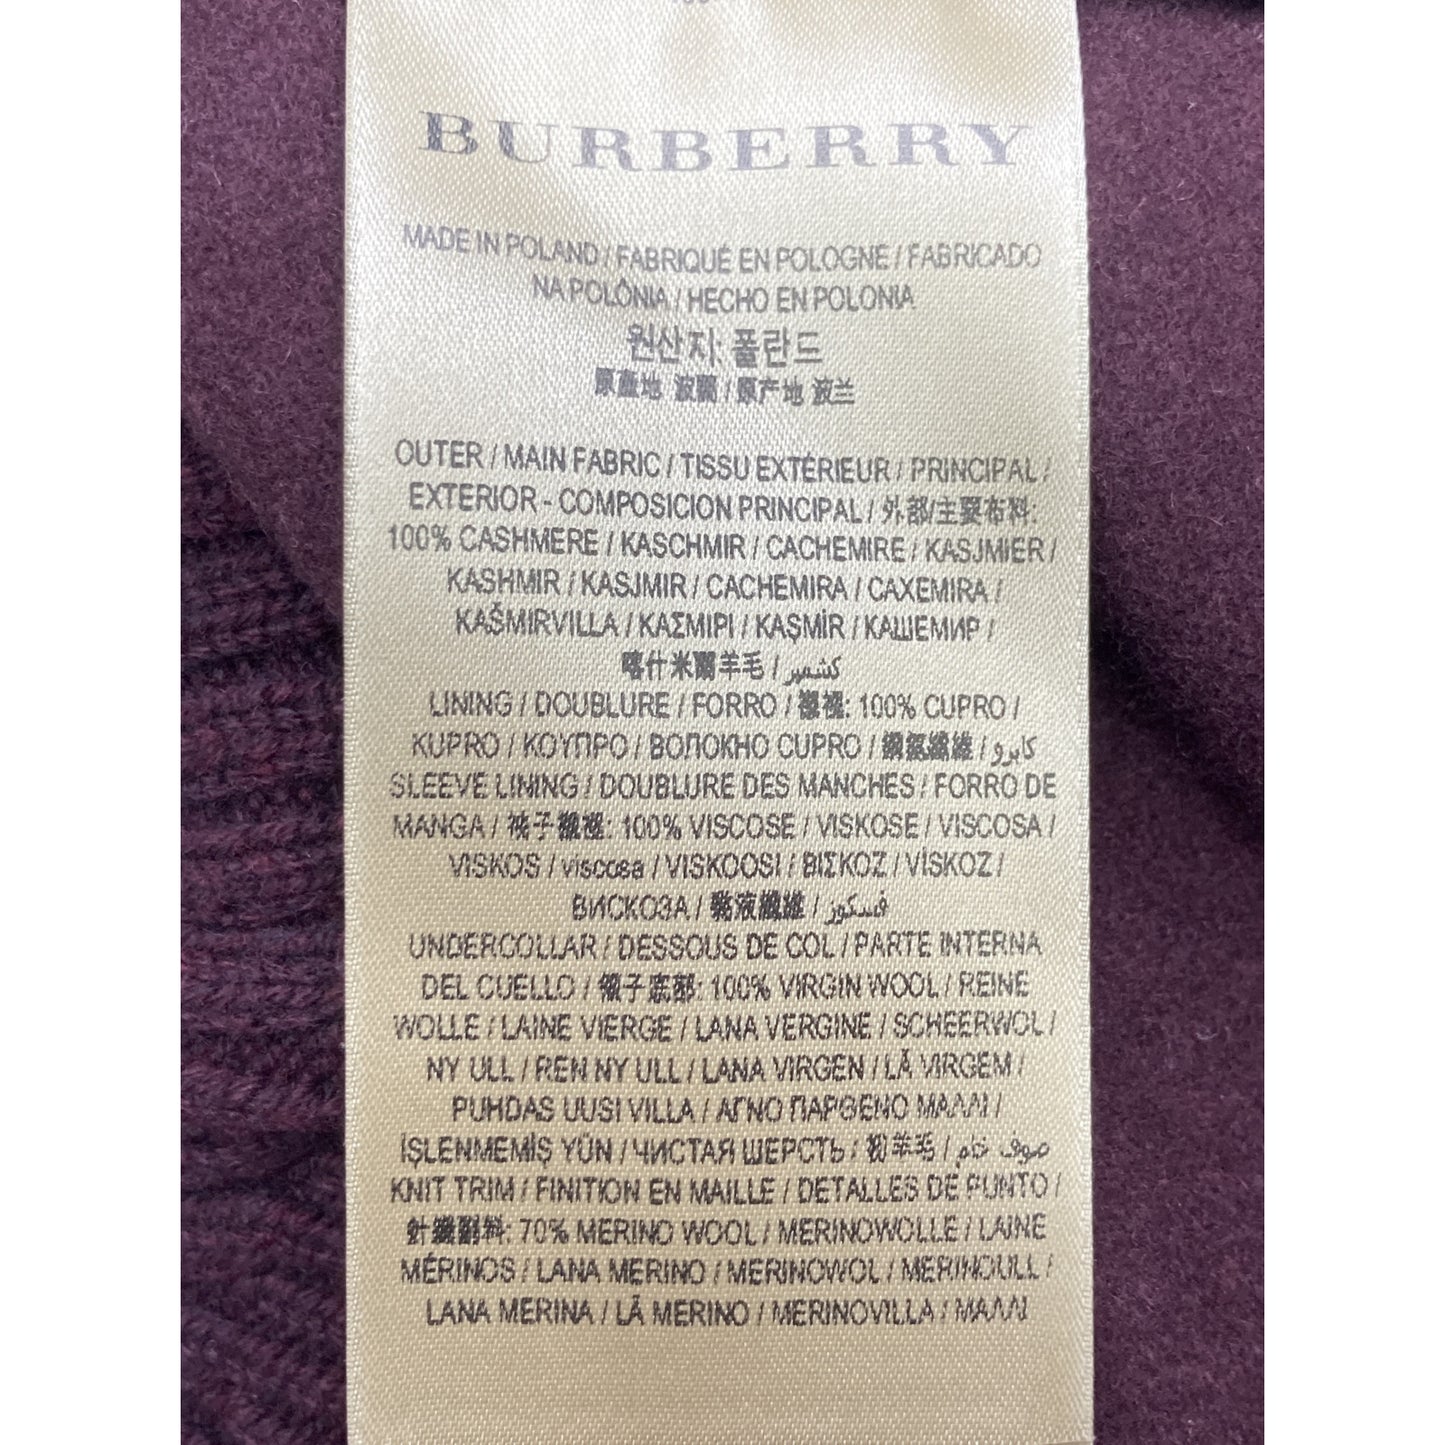 BURBERRY
MADE IN POLAND / FABRIQUÉ EN POLOGNE / FABRICADO
NA POLÔNIA / HECHO EN POLONIA
원산지: 폴란드
原產地 波蘭 / 原产地 波兰
OUTER / MAIN FABRIC / TISSU EXTÉRIEUR / PRINCIPAL /
EXTERIOR - COMPOSICION PRINCIPAL / 外部/主要布料:
100% CASHMERE / KASCHMIR / CACHEMIRE / KASJMIER /
KASHMIR / KASJMIR / CACHEMIRA / CAXEMIRA /
KAŠMIRVILLA / ΚΑΣΜΙΡΙ / KAŞMİR / КАШЕМИР /
喀什米爾羊毛 / كشمير
LINING / DOUBLURE / FORRO / 襯裡: 100% CUPRO /
KUPRO / ΚΟΥΠΡΟ / ВОЛОКНО CUPRO / 銅氨纖維 / كابرو
SLEEVE LINING / DOUBLURE DES MANCHES / FORRO DE
MANGA / 袖子襯裡: 100% VISCOSE / VISKOSE / VISCOSA /
VISKOS / viscosa / VISKOOSI / ΒΙΣΚΟΖ / VİSKOZ /
ВИСКОЗА / 黏液纖維 / فسكوز
UNDERCOLLAR / DESSOUS DE COL / PARTE INTERNA
DEL CUELLO / 領子底部: 100% VIRGIN WOOL / REINE
WOLLE / LAINE VIERGE / LANA VERGINE / SCHEERWOL /
NY ULL / REN NY ULL / LANA VIRGEN / LÃ VIRGEM /
PUHDAS UUSI VILLA / ΑΓΝΟ ΠΑΡΘΕΝΟ ΜΑΛΛΙ /
İŞLENMEMİŞ YÜN / ЧИСТАЯ ШЕРСТЬ / 初羊毛 / صوف خام
KNIT TRIM / FINITION EN MAILLE / DETALLES DE PUNTO /
針織副料: 70% MERINO WOOL / MERINOWOLLE / LAINE
MÉRINOS / LANA MERINO / MERINOWOL / MERINOULL /
LANA MERINA / LÃ MERINO / MERINOVILLA / ΜΑΛΛΙ